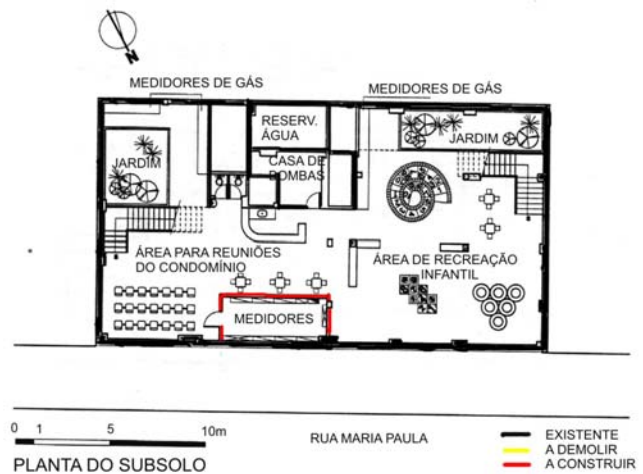 N
MEDIDORES DE GÁS
MEDIDORES DE GÁS
RESERV.
ÁGUA
JARDIM
JARDIM
CASA DE
BOMBAS
ÁREA PARA REUNIÕES
DO CONDOMÍNIO
ÁREA DE RECREAÇÃO
INFANTIL
MEDIDORES
0 1 5 10m
RUA MARIA PAULA
EXISTENTE
A DEMOLIR
A CONSTRUIR
PLANTA DO SUBSOLO